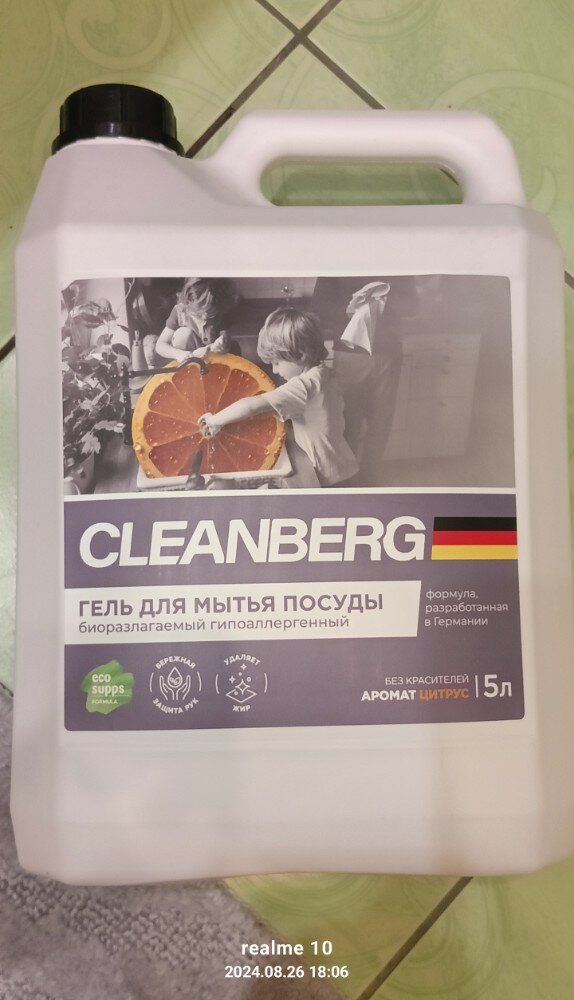 CLEANBERG
ГЕЛЬ ДЛЯ МЫТЬЯ ПОСУДЫ
биоразлагаемый гипоаллергенный
формула,
разработанная
в Германии
eco
supps
FORMULA
БЕРЕЖНАЯ
ЗАЩИТА РУК
УДАЛЯЕТ
ЖИР
БЕЗ КРАСИТЕЛЕЙ
АРОМАТ ЦИТРУС
5л
realme 10
2024.08.26 18:06